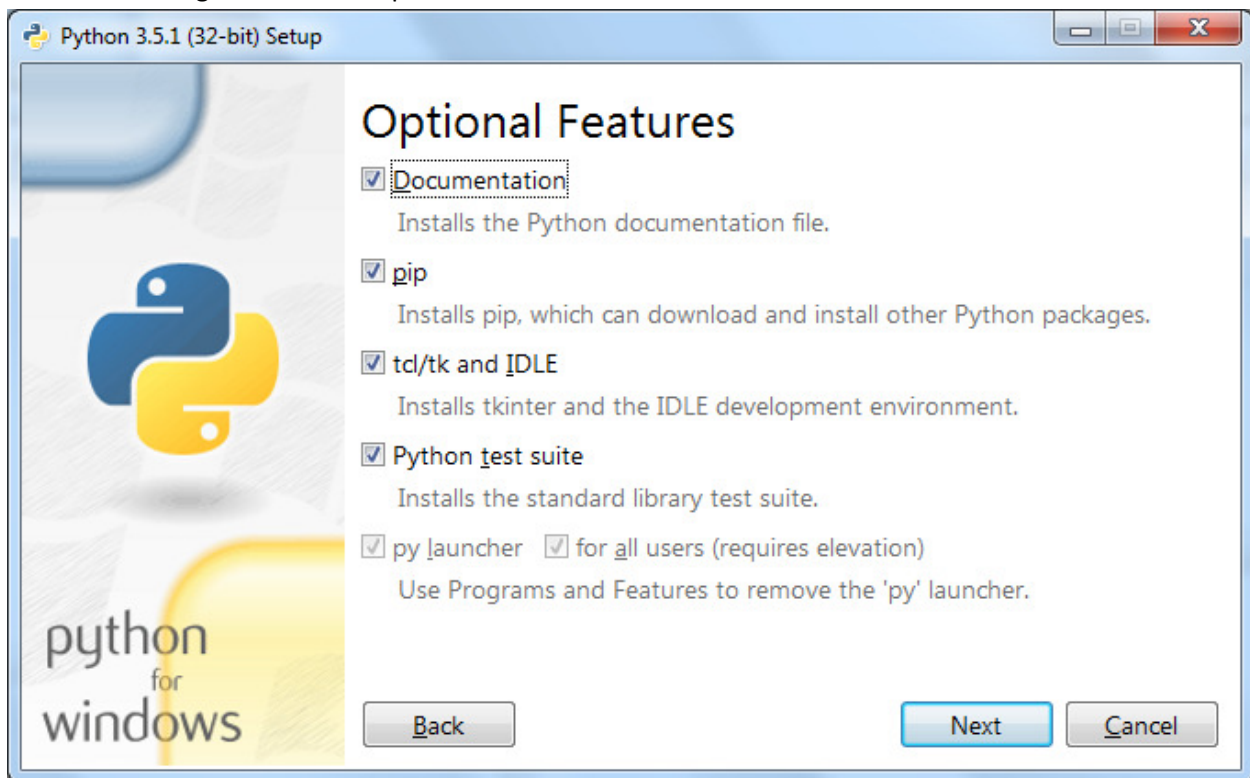 Python 3.5.1 (32-bit) Setup
Optional Features
Documentation
Installs the Python documentation file.
pip
Installs pip, which can download and install other Python packages.
tcl/tk and IDLE
Installs tkinter and the IDLE development environment.
Python test suite
Installs the standard library test suite.
py launcher for all users (requires elevation)
Use Programs and Features to remove the 'py' launcher.
python
for
windows
Back Next Cancel